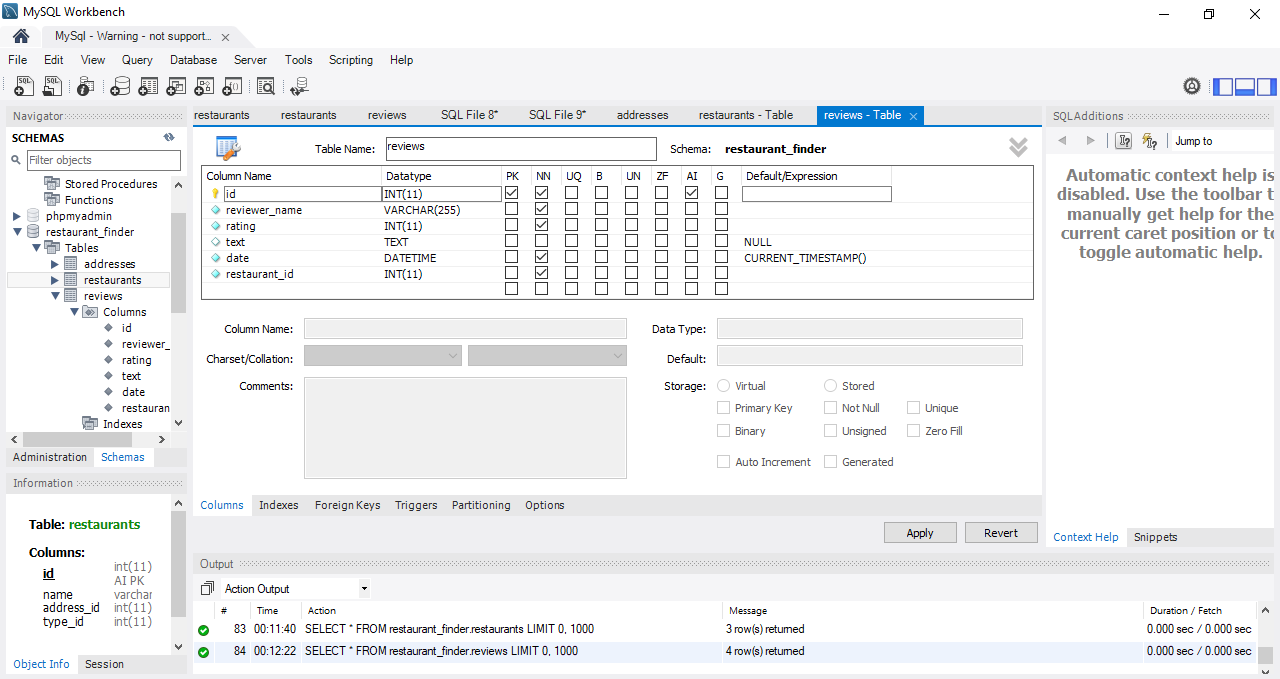 MySQL Workbench
MySql - Warning - not support...
File Edit View Query Database Server Tools Scripting Help
Navigator
SCHEMAS
Filter objects
Stored Procedures
Functions
phpmyadmin
restaurant_finder
Tables
addresses
restaurants
reviews
Columns
id
reviewer_
rating
text
date
restauran
Indexes
Administration Schemas
Information
Table: restaurants
Columns:
id int(11) AI PK
name varchar
address_id int(11)
type_id int(11)
Object Info Session
restaurants restaurants reviews SQL File 8* SQL File 9* addresses restaurants - Table reviews - Table
Table Name: reviews Schema: restaurant_finder
Column Name Datatype PK NN UQ B UN ZF AI G Default/Expression
id INT(11)
reviewer_name VARCHAR(255)
rating INT(11)
text TEXT NULL
date DATETIME CURRENT_TIMESTAMP()
restaurant_id INT(11)
Column Name: Data Type:
Charset/Collation: Default:
Comments: Storage: Virtual Stored
Primary Key Not Null Unique
Binary Unsigned Zero Fill
Auto Increment Generated
Columns Indexes Foreign Keys Triggers Partitioning Options
Apply Revert
Output
Action Output
# Time Action Message Duration / Fetch
83 00:11:40 SELECT * FROM restaurant_finder.restaurants LIMIT 0, 1000 3 row(s) returned 0.000 sec / 0.000 sec
84 00:12:22 SELECT * FROM restaurant_finder.reviews LIMIT 0, 1000 4 row(s) returned 0.000 sec / 0.000 sec
SQLAdditions
Jump to
Automatic context help is
disabled. Use the toolbar t
manually get help for the
current caret position or to
toggle automatic help.
Context Help Snippets